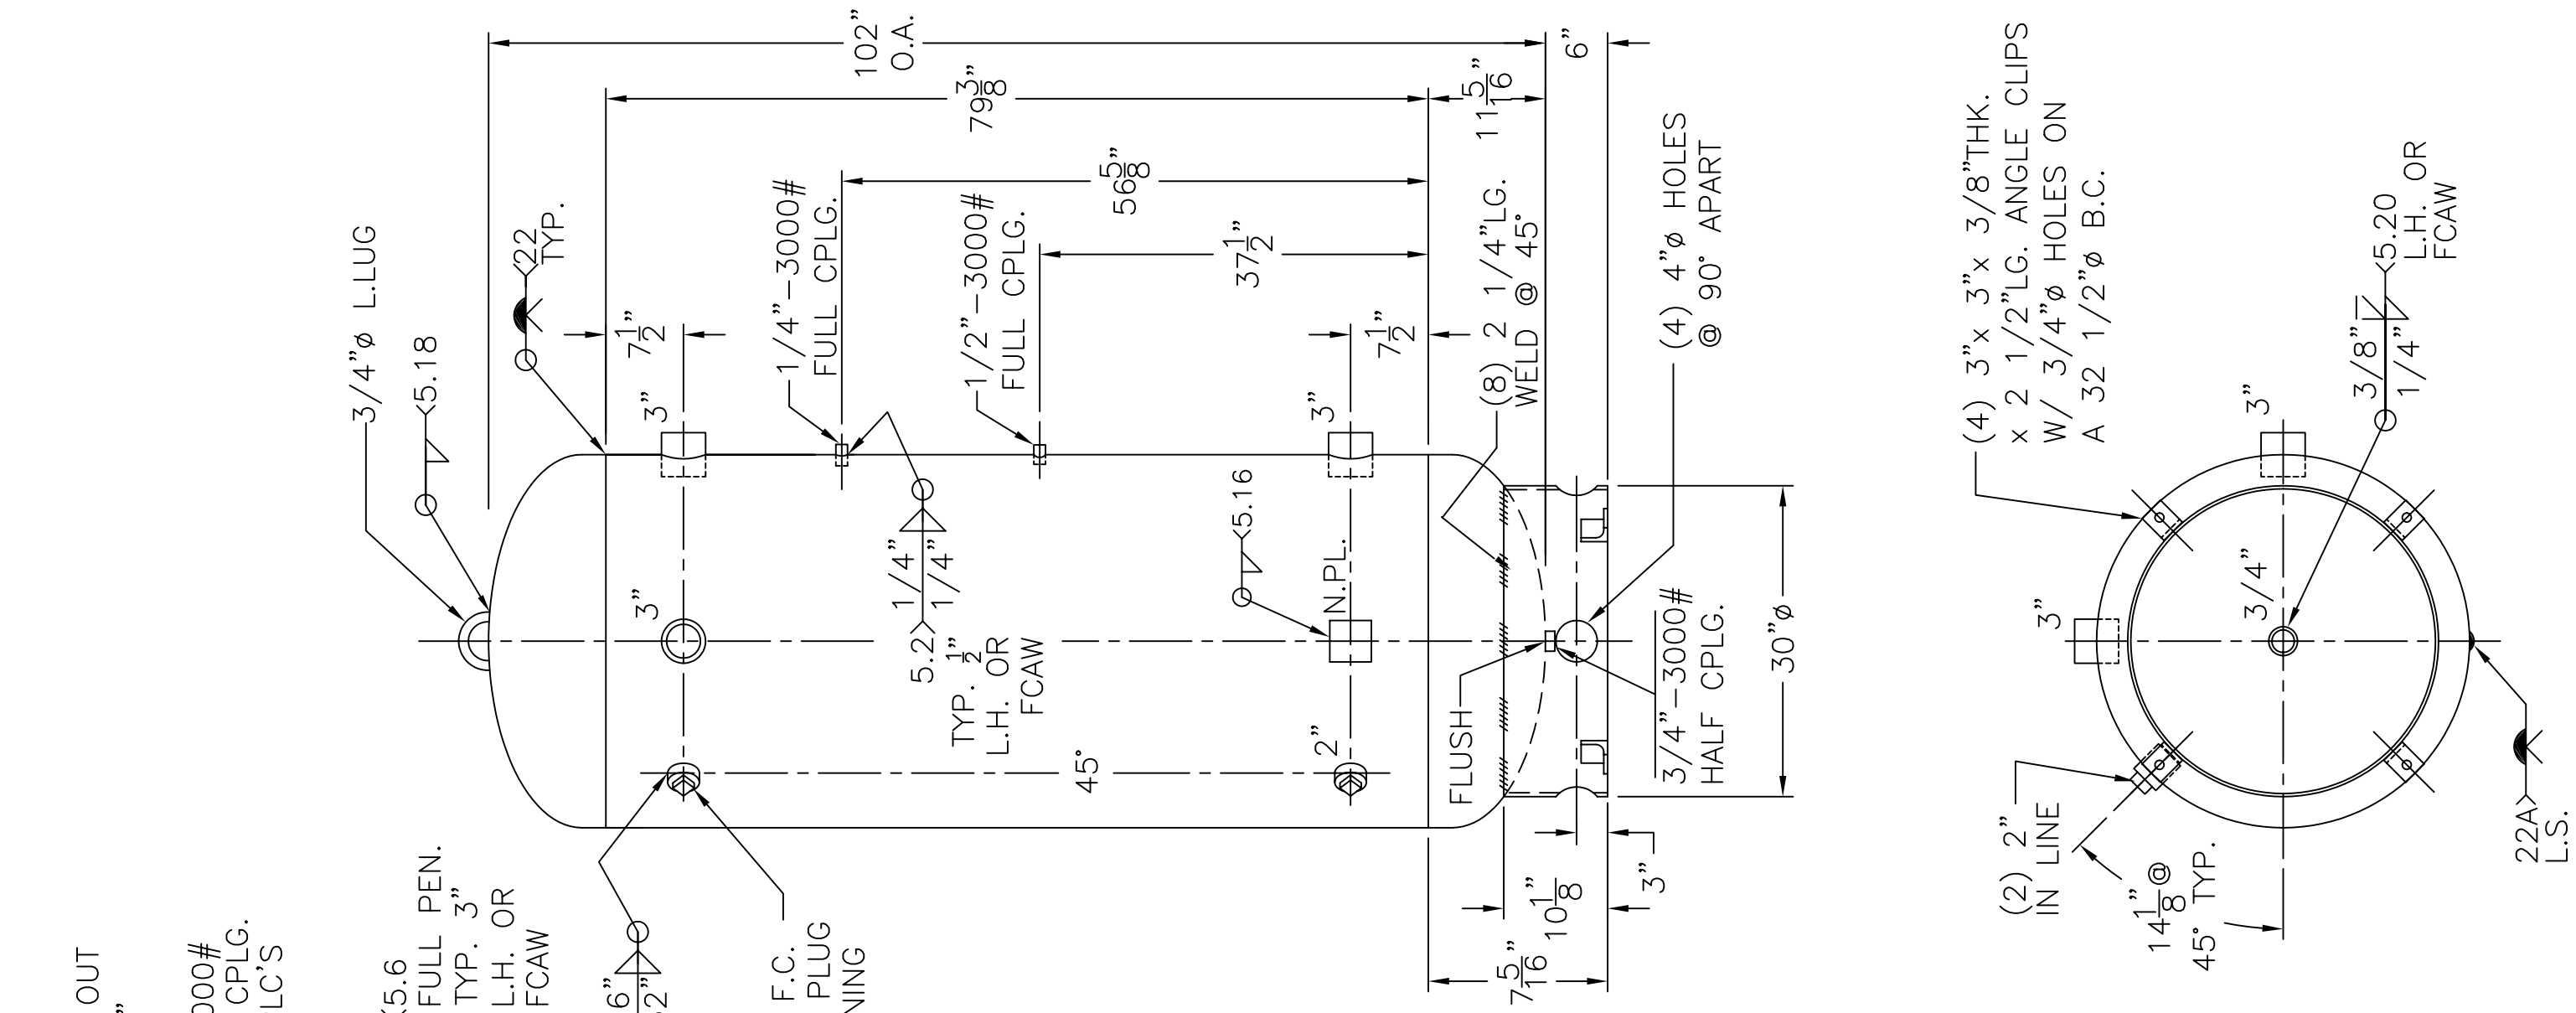 OUT
"
000#
CPLG.
LC'S
5.6
FULL PEN.
TYP. 3"
L.H. OR
FCAW
6"
2"
F.C.
PLUG
NING
3/4"ø L.LUG
5.18
22
TYP.
7 1/2"
3"
1/4"-3000#
FULL CPLG.
1/2"-3000#
FULL CPLG.
102"
O.A.
79 3/8"
56 5/8"
37 1/2"
11 5/16"
6"
7 1/2"
3"
(8) 2 1/4"LG.
WELD @ 45°
(4) 4"ø HOLES
@ 90° APART
3"
1/4"
1/4"
5.2
TYP. 1/2"
L.H. OR
FCAW
5.16
N.PL.
45°
2"
FLUSH
3/4"-3000#
HALF CPLG.
30"ø
3"
10 1/8"
7 5/16"
(4) 3"x 3"x 3/8"THK.
x 2 1/2"LG. ANGLE CLIPS
W/ 3/4"ø HOLES ON
A 32 1/2"ø B.C.
5.20
L.H. OR
FCAW
3/8"
1/4"
3"
3"
3/4"
(2) 2"
IN LINE
14 1/8"@
45° TYP.
22A
L.S.